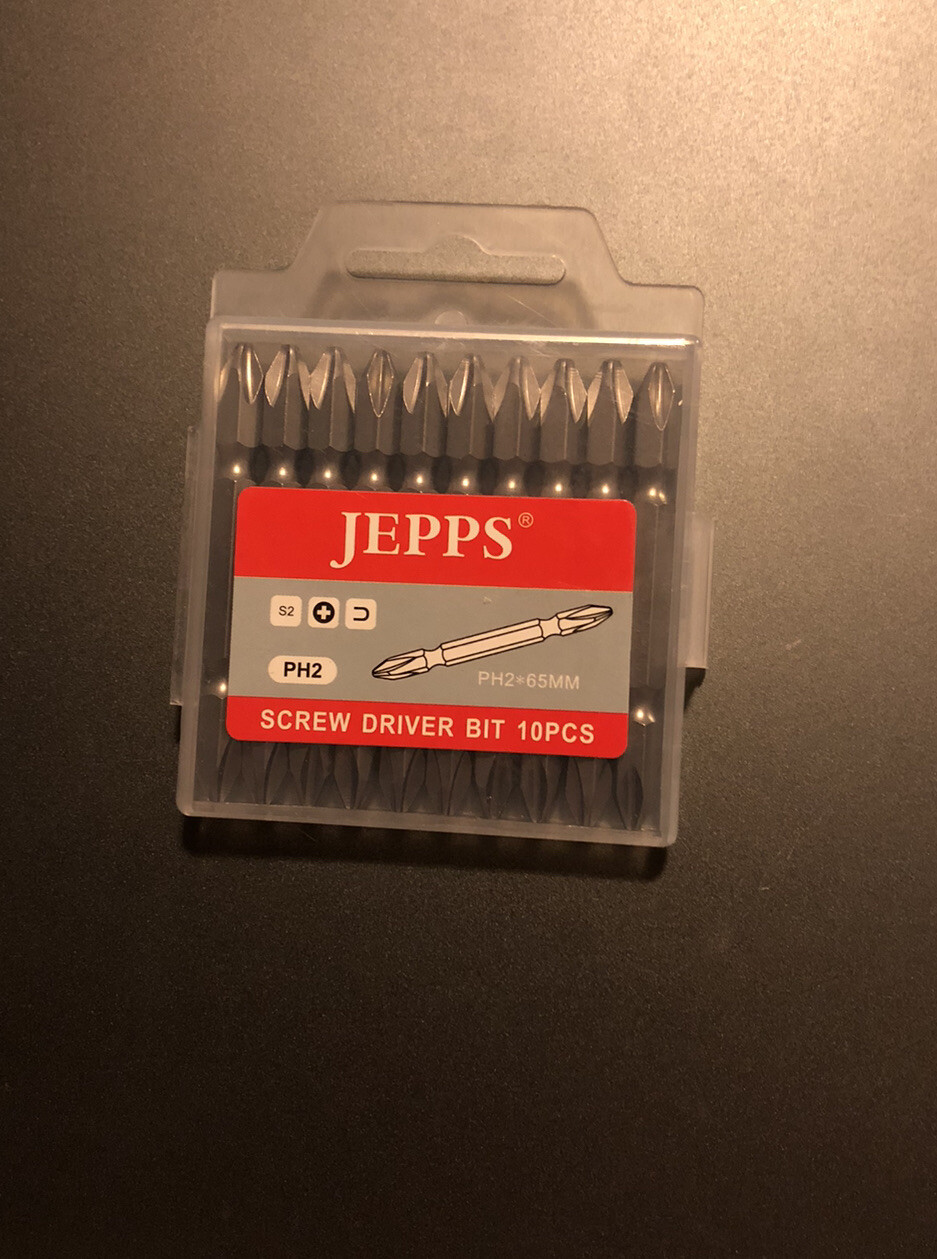 JEPPS®
S2
PH2
PH2*65MM
SCREW DRIVER BIT 10PCS